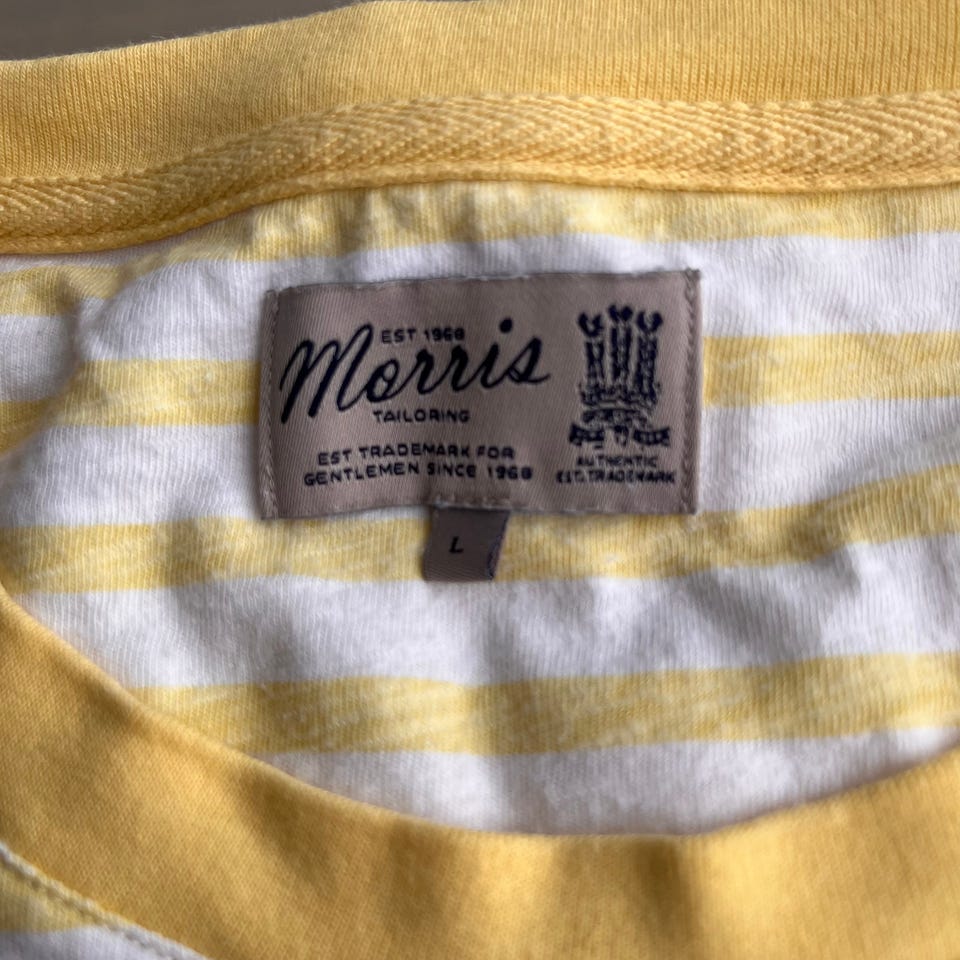 EST 1968
Morris
TAILORING
EST TRADEMARK FOR
GENTLEMEN SINCE 1968
AUTHENTIC
EST. TRADEMARK
L